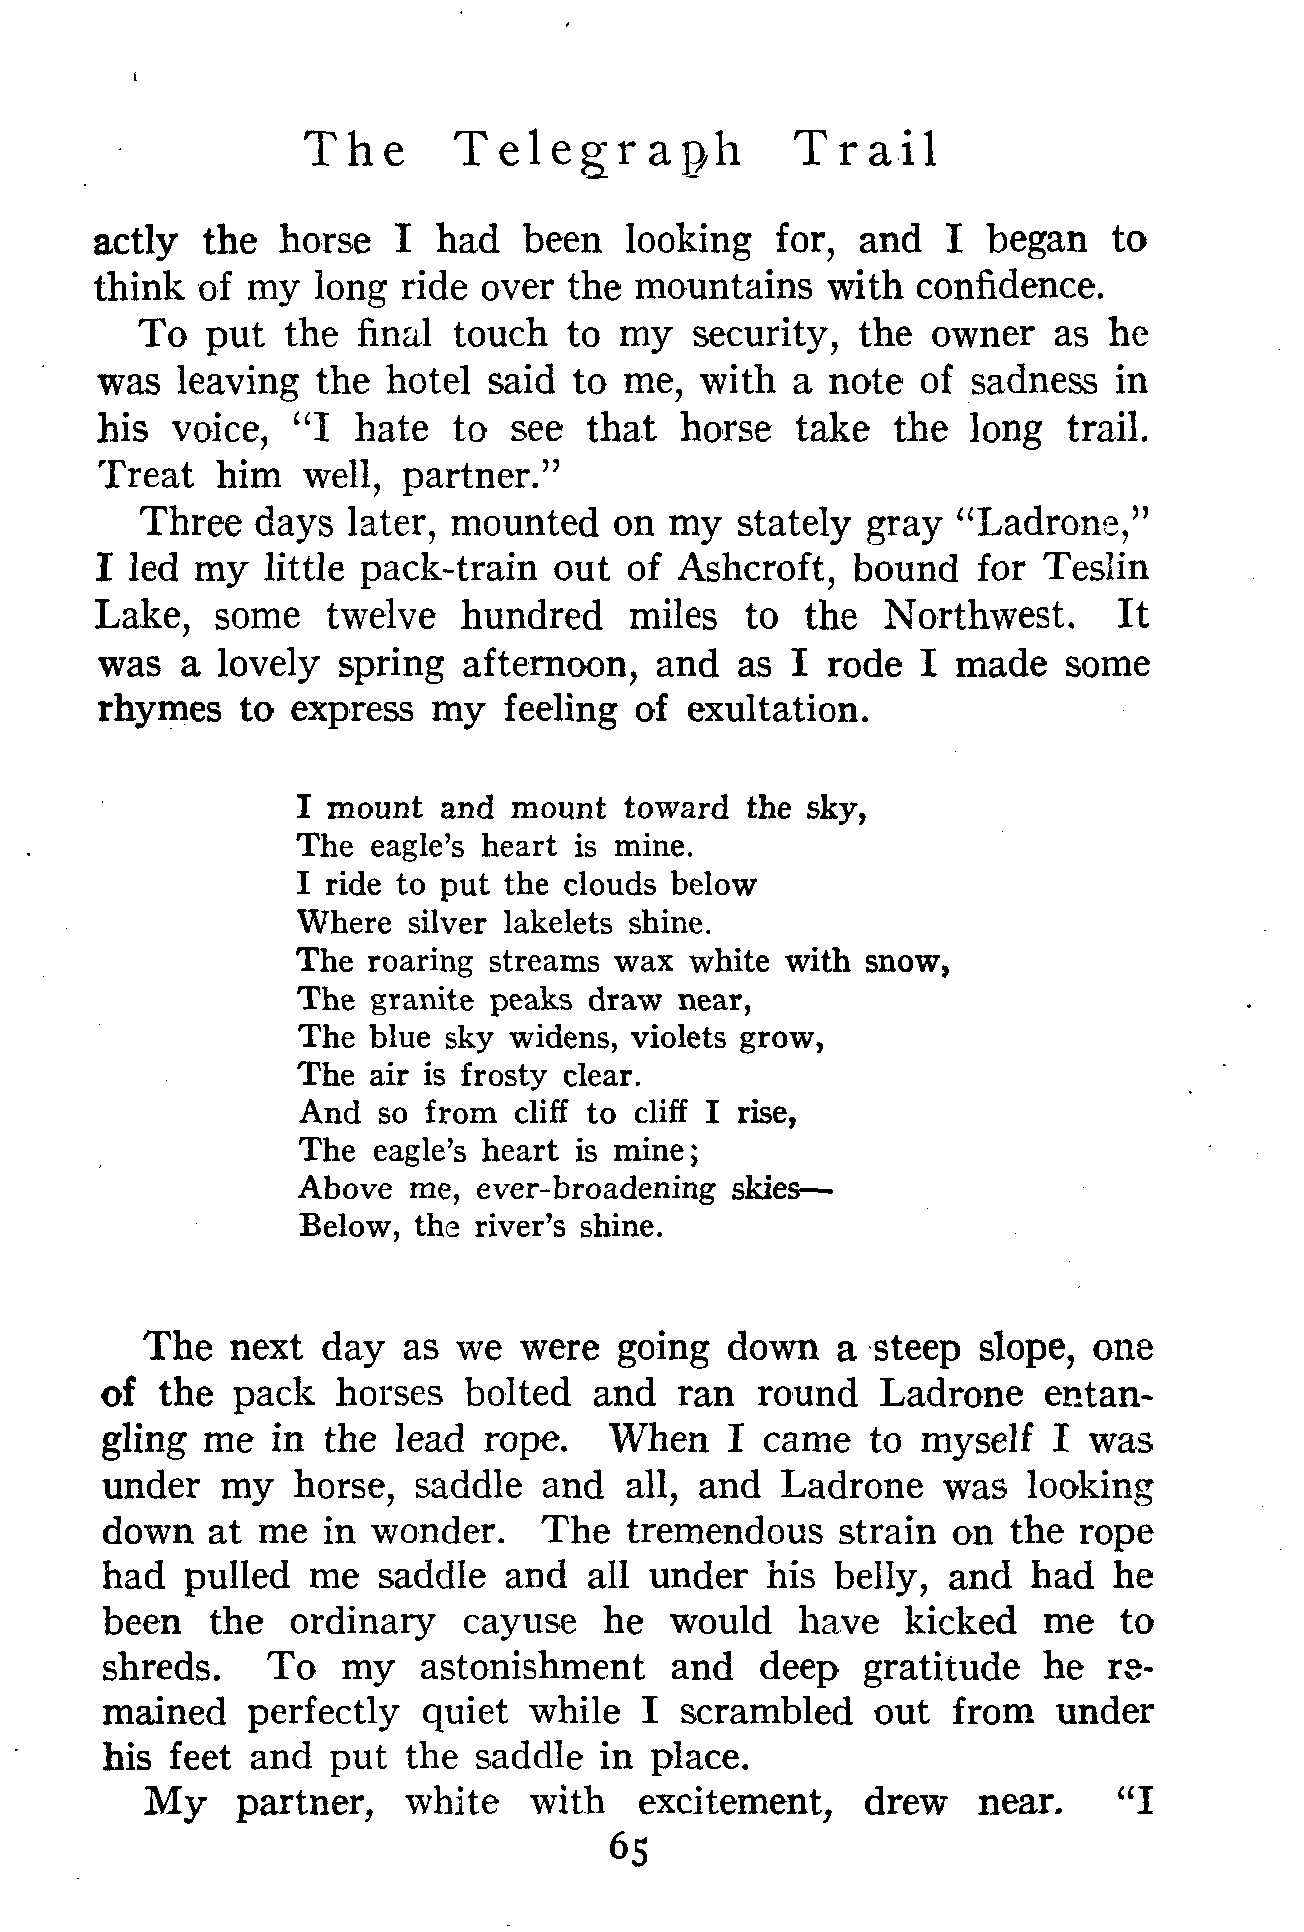 The Telegraph Trail
actly the horse I had been looking for, and I began to
think of my long ride over the mountains with confidence.
To put the final touch to my security, the owner as he
was leaving the hotel said to me, with a note of sadness in
his voice, “I hate to see that horse take the long trail.
Treat him well, partner.”
Three days later, mounted on my stately gray “Ladrone,”
I led my little pack-train out of Ashcroft, bound for Teslin
Lake, some twelve hundred miles to the Northwest. It
was a lovely spring afternoon, and as I rode I made some
rhymes to express my feeling of exultation.
I mount and mount toward the sky,
The eagle’s heart is mine.
I ride to put the clouds below
Where silver lakelets shine.
The roaring streams wax white with snow,
The granite peaks draw near,
The blue sky widens, violets grow,
The air is frosty clear.
And so from cliff to cliff I rise,
The eagle’s heart is mine;
Above me, ever-broadening skies—
Below, the river’s shine.
The next day as we were going down a steep slope, one
of the pack horses bolted and ran round Ladrone entan-
gling me in the lead rope. When I came to myself I was
under my horse, saddle and all, and Ladrone was looking
down at me in wonder. The tremendous strain on the rope
had pulled me saddle and all under his belly, and had he
been the ordinary cayuse he would have kicked me to
shreds. To my astonishment and deep gratitude he re-
mained perfectly quiet while I scrambled out from under
his feet and put the saddle in place.
My partner, white with excitement, drew near. “I
65